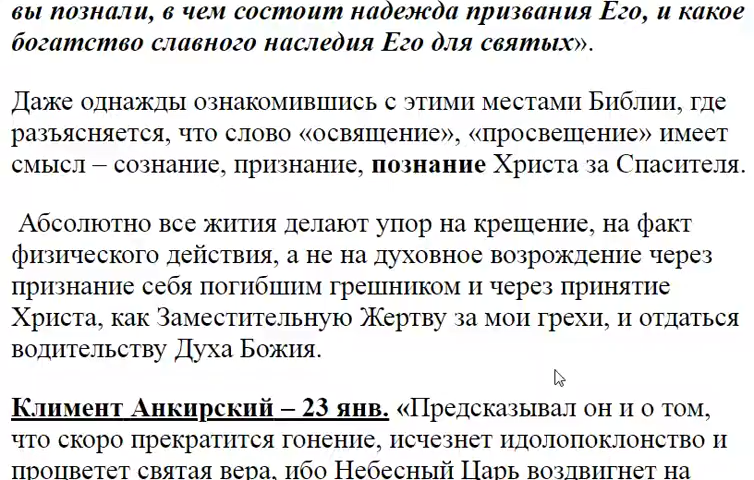 вы познали, в чем состоит надежда призвания Его, и какое
богатство славного наследия Его для святых».
Даже однажды ознакомившись с этими местами Библии, где
разъясняется, что слово «освящение», «просвещение» имеет
смысл – сознание, признание, познание Христа за Спасителя.
Абсолютно все жития делают упор на крещение, на факт
физического действия, а не на духовное возрождение через
признание себя погибшим грешником и через принятие
Христа, как Заместительную Жертву за мои грехи, и отдаться
водительству Духа Божия.
Климент Анкирский – 23 янв. «Предсказывал он и о том,
что скоро прекратится гонение, исчезнет идолопоклонство и
процветет святая вера, ибо Небесный Царь воздвигнет на